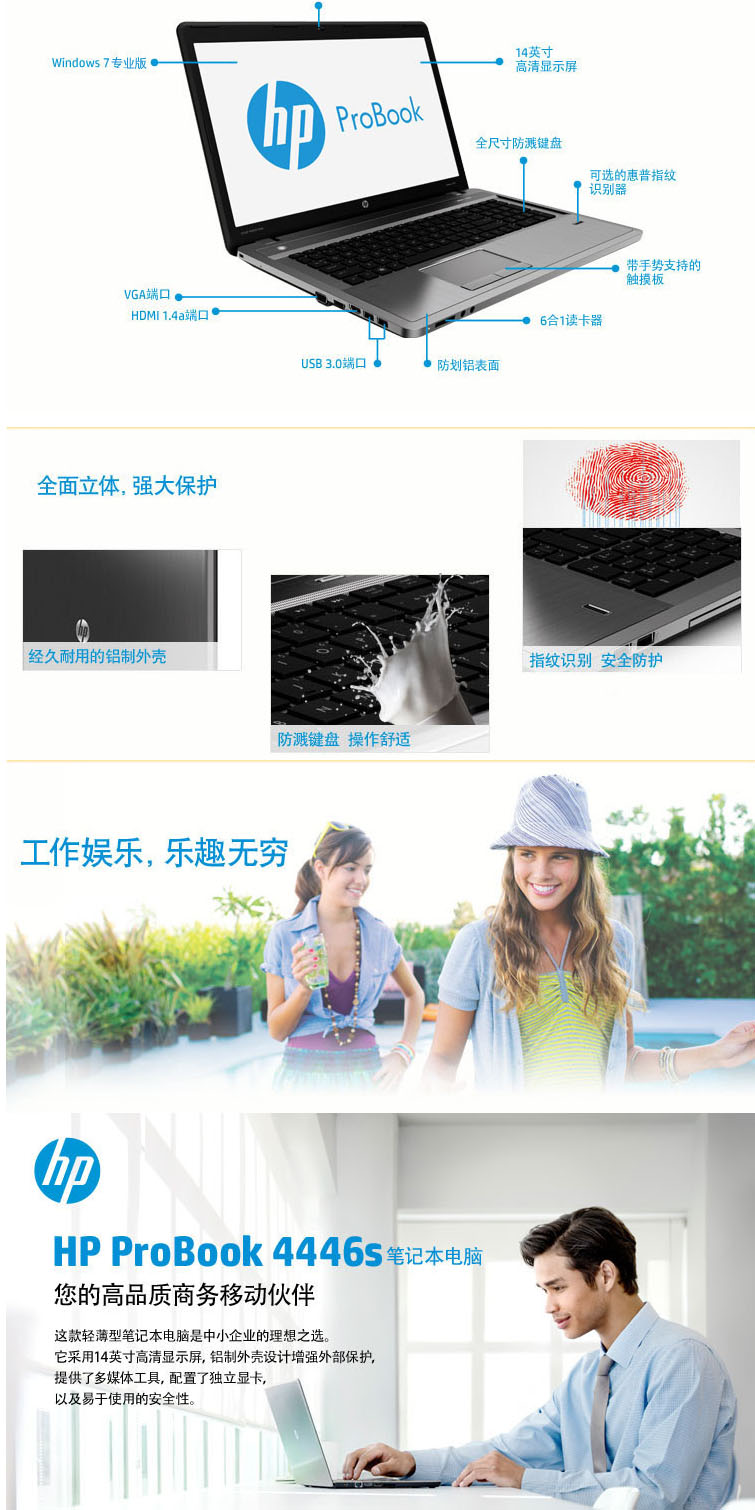 Windows 7 专业版
14英寸
高清显示屏
hp ProBook
全尺寸防溅键盘
可选的惠普指纹
识别器
带手势支持的
触摸板
VGA端口
HDMI 1.4a端口
6合1读卡器
USB 3.0端口
防划铝表面
全面立体, 强大保护
hp
经久耐用的铝制外壳
防溅键盘 操作舒适
指纹识别 安全防护
工作娱乐, 乐趣无穷
hp
HP ProBook 4446s 笔记本电脑
您的高品质商务移动伙伴
这款轻薄型笔记本电脑是中小企业的理想之选。
它采用14英寸高清显示屏, 铝制外壳设计增强外部保护,
提供了多媒体工具, 配置了独立显卡,
以及易于使用的安全性。